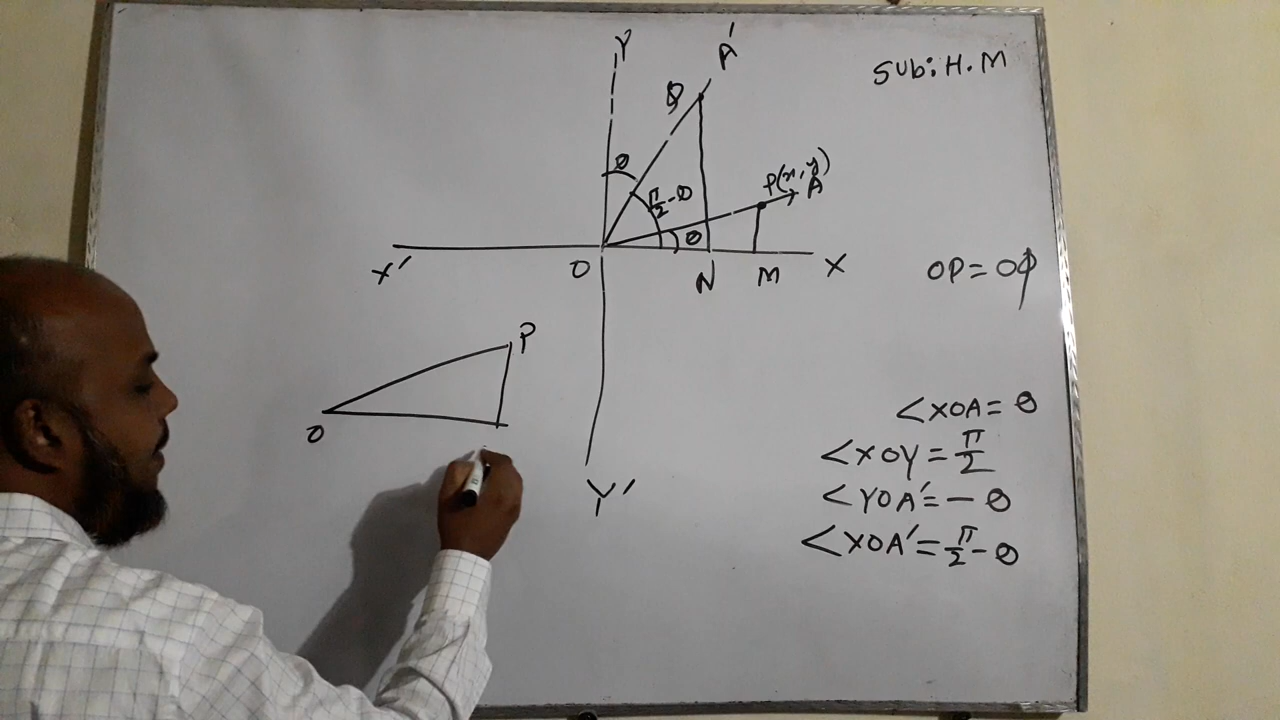 Sub: H.M
Y
A'
Q
θ
π/2 - θ
P(x, y)
A
θ
X'
O
N
M
X
OP = OQ
P
O
<XOA = θ
<XOY = π/2
<YOA' = - θ
<XOA' = π/2 - θ
Y'